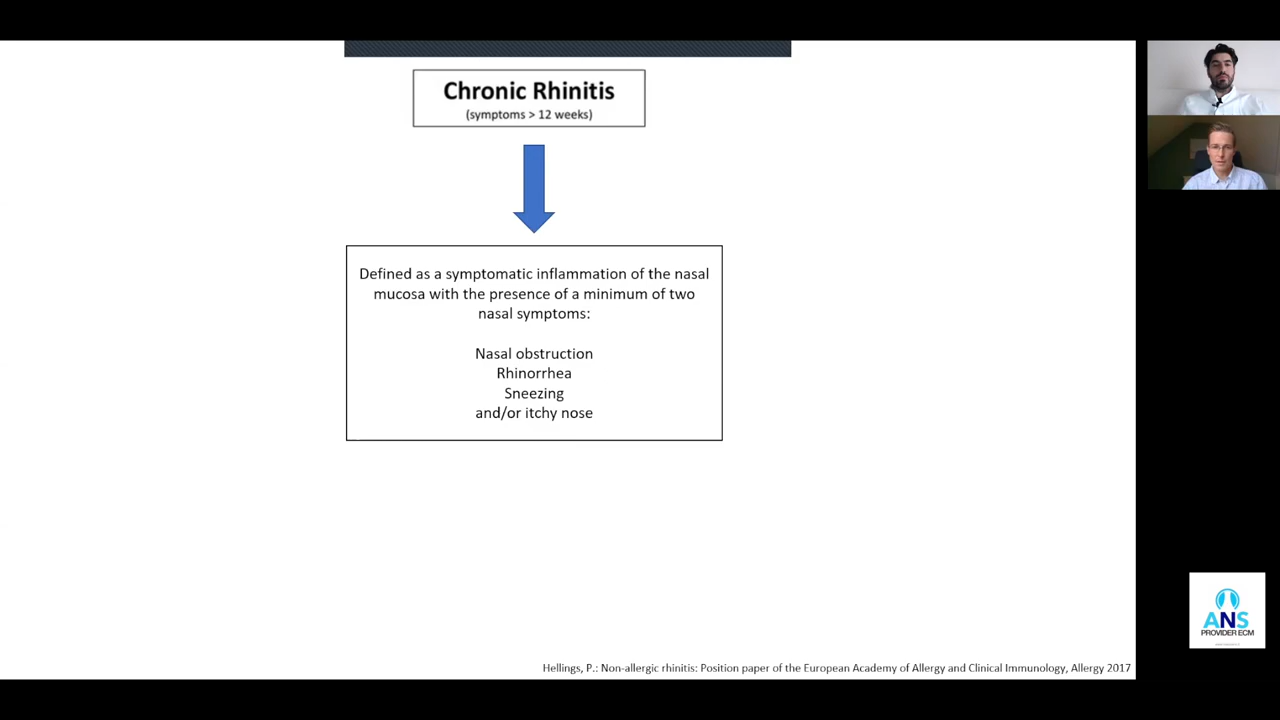 Chronic Rhinitis
(symptoms > 12 weeks)
Defined as a symptomatic inflammation of the nasal
mucosa with the presence of a minimum of two
nasal symptoms:
Nasal obstruction
Rhinorrhea
Sneezing
and/or itchy nose
ANS
PROVIDER ECM
Hellings, P.: Non-allergic rhinitis: Position paper of the European Academy of Allergy and Clinical Immunology, Allergy 2017